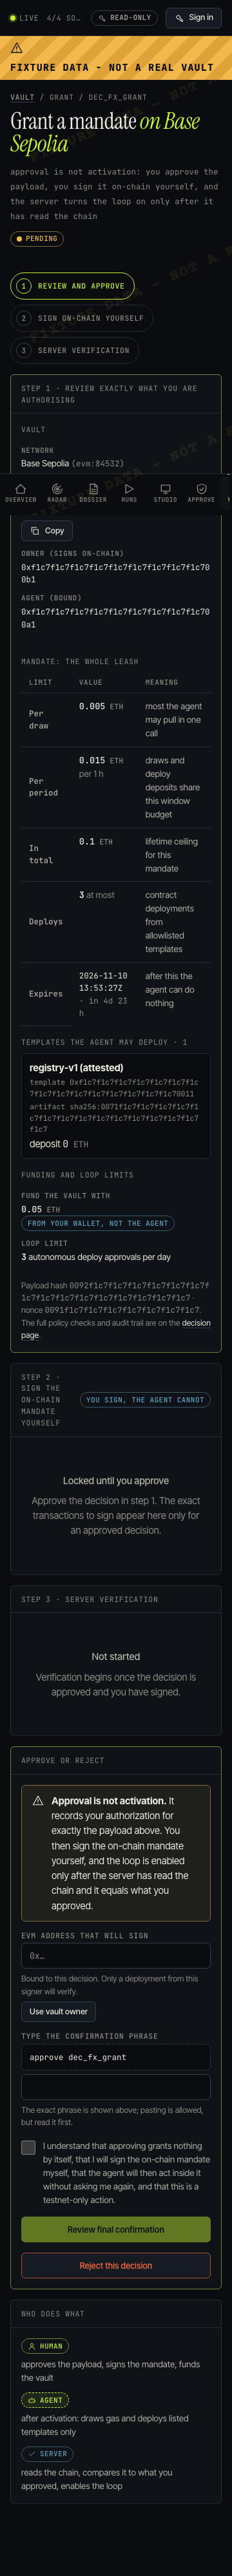 LIVE 4/4 SO… READ-ONLY Sign in
FIXTURE DATA - NOT A REAL VAULT
VAULT / GRANT / DEC_FX_GRANT
Grant a mandate on Base
Sepolia
approval is not activation: you approve the
payload, you sign it on-chain yourself, and
the server turns the loop on only after it
has read the chain
PENDING
1 REVIEW AND APPROVE
2 SIGN ON-CHAIN YOURSELF
3 SERVER VERIFICATION
STEP 1 · REVIEW EXACTLY WHAT YOU ARE
AUTHORISING
VAULT
NETWORK
Base Sepolia (evm:84532)
OVERVIEW RADAR DOSSIER RUNS STUDIO APPROVE
Copy
OWNER (SIGNS ON-CHAIN)
0xf1c7f1c7f1c7f1c7f1c7f1c7f1c7f1c7f1c70
0b1
AGENT (BOUND)
0xf1c7f1c7f1c7f1c7f1c7f1c7f1c7f1c7f1c70
0a1
MANDATE: THE WHOLE LEASH
LIMIT VALUE MEANING
Per
draw
0.005 ETH
most the agent
may pull in one
call
Per
period
0.015 ETH
per 1 h
draws and
deploy
deposits share
this window
budget
In
total
0.1 ETH
lifetime ceiling
for this
mandate
Deploys
3 at most
contract
deployments
from
allowlisted
templates
Expires
2026-11-10
13:53:27Z
· in 4d 23
h
after this the
agent can do
nothing
TEMPLATES THE AGENT MAY DEPLOY · 1
registry-v1 (attested)
template 0xf1c7f1c7f1c7f1c7f1c7f1c7f1c
7f1c7f1c7f1c7f1c7f1c7f1c7f1c7f1c70011
artifact sha256:0071f1c7f1c7f1c7f1c7f1
c7f1c7f1c7f1c7f1c7f1c7f1c7f1c7f1c7f1c7
f1c7
deposit 0 ETH
FUNDING AND LOOP LIMITS
FUND THE VAULT WITH
0.05 ETH
FROM YOUR WALLET, NOT THE AGENT
LOOP LIMIT
3 autonomous deploy approvals per day
Payload hash 0092f1c7f1c7f1c7f1c7f1c7f1c7f
1c7f1c7f1c7f1c7f1c7f1c7f1c7f1c7f1c7 ·
nonce 0091f1c7f1c7f1c7f1c7f1c7f1c7f1c7.
The full policy checks and audit trail are on the decision
page.
STEP 2 ·
SIGN THE
ON-CHAIN
MANDATE
YOURSELF
YOU SIGN, THE AGENT CANNOT
Locked until you approve
Approve the decision in step 1. The exact
transactions to sign appear here only for
an approved decision.
STEP 3 · SERVER VERIFICATION
Not started
Verification begins once the decision is
approved and you have signed.
APPROVE OR REJECT
Approval is not activation. It
records your authorization for
exactly the payload above. You
then sign the on-chain mandate
yourself, and the loop is enabled
only after the server has read the
chain and it equals what you
approved.
EVM ADDRESS THAT WILL SIGN
0x…
Bound to this decision. Only a deployment from this
signer will verify.
Use vault owner
TYPE THE CONFIRMATION PHRASE
approve dec_fx_grant
The exact phrase is shown above; pasting is allowed,
but read it first.
I understand that approving grants nothing
by itself, that I will sign the on-chain mandate
myself, that the agent will then act inside it
without asking me again, and that this is a
testnet-only action.
Review final confirmation
Reject this decision
WHO DOES WHAT
HUMAN
approves the payload, signs the mandate, funds
the vault
AGENT
after activation: draws gas and deploys listed
templates only
SERVER
reads the chain, compares it to what you
approved, enables the loop